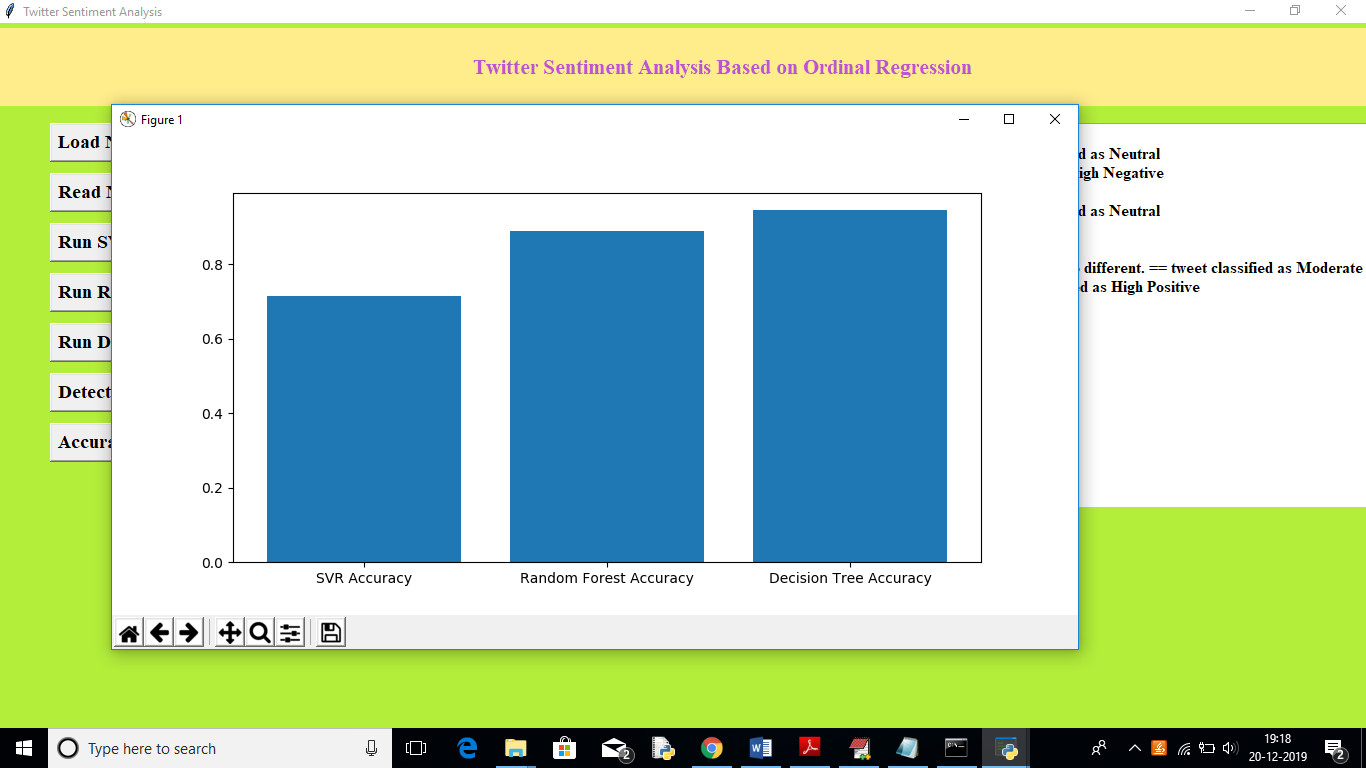 Twitter Sentiment Analysis
Twitter Sentiment Analysis Based on Ordinal Regression
Figure 1
Load
Read
Run
Run R
Run D
Detect
Accura
d as Neutral
igh Negative
d as Neutral
different. == tweet classified as Moderate
ed as High Positive
0.8
0.6
0.4
0.2
0.0
SVR Accuracy
Random Forest Accuracy
Decision Tree Accuracy
Type here to search
2
19:18
20-12-2019
2